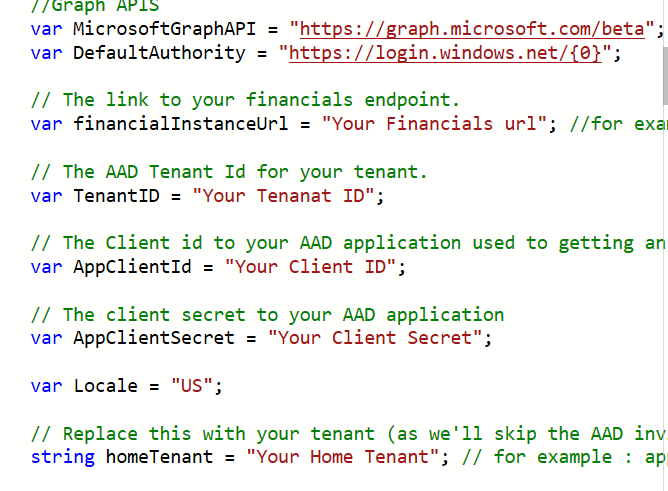 //Graph APIS
var MicrosoftGraphAPI = "https://graph.microsoft.com/beta";
var DefaultAuthority = "https://login.windows.net/{0}";
// The link to your financials endpoint.
var financialInstanceUrl = "Your Financials url"; //for exa
// The AAD Tenant Id for your tenant.
var TenantID = "Your Tenanat ID";
// The Client id to your AAD application used to getting an
var AppClientId = "Your Client ID";
// The client secret to your AAD application
var AppClientSecret = "Your Client Secret";
var Locale = "US";
// Replace this with your tenant (as we'll skip the AAD inv
string homeTenant = "Your Home Tenant"; // for example : ap